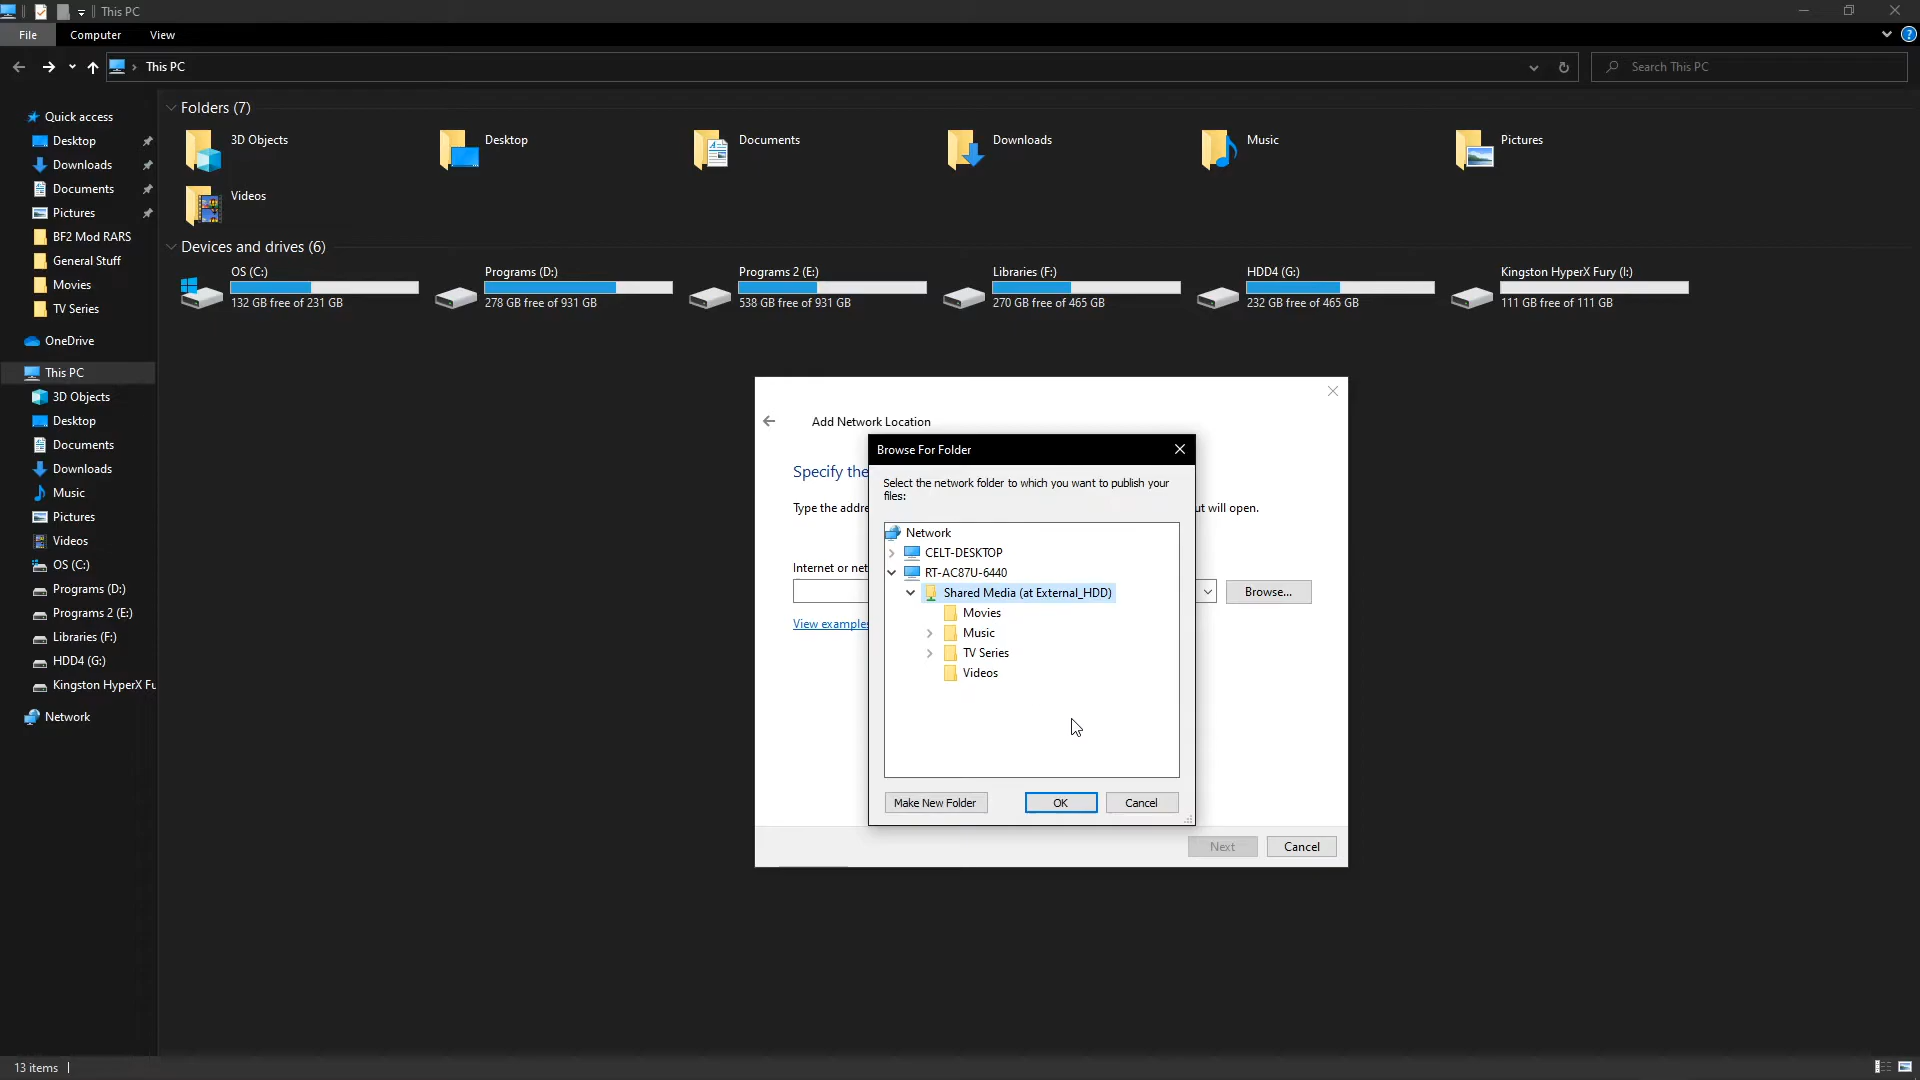 This PC
File
Computer
View
This PC
Search This PC
Quick access
Desktop
Downloads
Documents
Pictures
BF2 Mod RARS
General Stuff
Movies
TV Series
OneDrive
This PC
3D Objects
Desktop
Documents
Downloads
Music
Pictures
Videos
OS (C:)
Programs (D:)
Programs 2 (E:)
Libraries (F:)
HDD4 (G:)
Kingston HyperX Fu
Network
Folders (7)
3D Objects
Desktop
Documents
Downloads
Music
Pictures
Videos
Devices and drives (6)
OS (C:)
132 GB free of 231 GB
Programs (D:)
278 GB free of 931 GB
Programs 2 (E:)
538 GB free of 931 GB
Libraries (F:)
270 GB free of 465 GB
HDD4 (G:)
232 GB free of 465 GB
Kingston HyperX Fury (I:)
111 GB free of 111 GB
Add Network Location
Specify the
Type the addre
ut will open.
Internet or net
Browse...
View examples
Next
Cancel
Browse For Folder
Select the network folder to which you want to publish your
files:
Network
CELT-DESKTOP
RT-AC87U-6440
Shared Media (at External_HDD)
Movies
Music
TV Series
Videos
Make New Folder
OK
Cancel
13 items